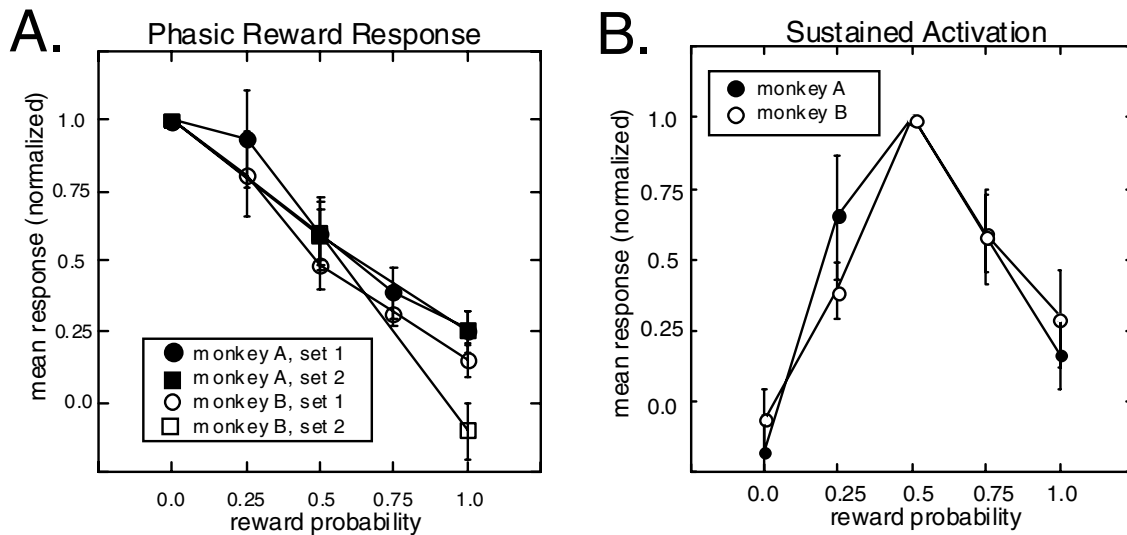 A.
Phasic Reward Response
mean response (normalized)
1.0
0.75
0.5
0.25
0.0
monkey A, set 1
monkey A, set 2
monkey B, set 1
monkey B, set 2
0.0 0.25 0.5 0.75 1.0
reward probability
B.
Sustained Activation
mean response (normalized)
1.0
0.75
0.5
0.25
0.0
monkey A
monkey B
0.0 0.25 0.5 0.75 1.0
reward probability